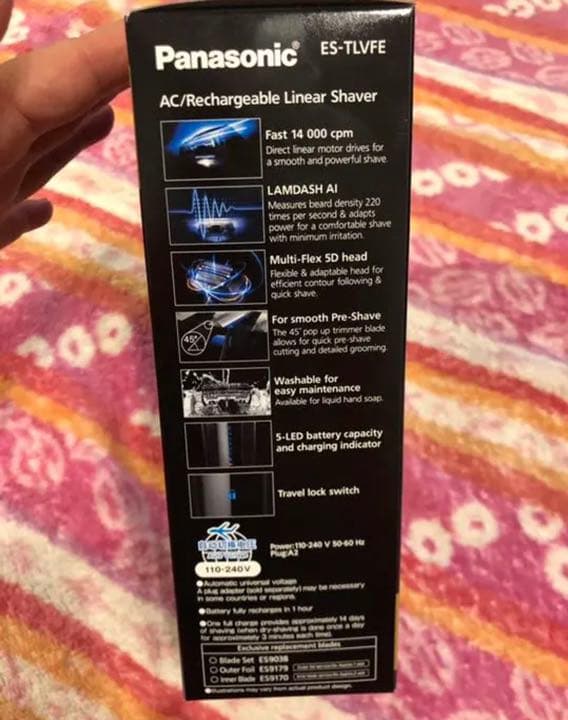 Panasonic ES-TLVFE
AC/Rechargeable Linear Shaver
Fast 14 000 cpm
Direct linear motor drives for
a smooth and powerful shave.
LAMDASH AI
Measures beard density 220
times per second & adapts
power for a comfortable shave
with minimum irritation.
Multi-Flex 5D head
Flexible & adaptable head for
efficient contour following &
quick shave.
45°
For smooth Pre-Shave
The 45° pop up trimmer blade
allows for quick pre-shave
cutting and detailed grooming.
Washable for
easy maintenance
Available for liquid hand soap.
5-LED battery capacity
and charging indicator
Travel lock switch
110-240V
Power:110-240 V 50-60 Hz
Plug:A2
●Automatic universal voltage
A plug adapter (sold separately) may be necessary
in some countries or regions.
●Battery fully recharges in 1 hour
●One full charge provides approximately 14 days
of shaving (when dry-shaving is done once a day
for approximately 3 minutes each time).
Exclusive replacement blades
○ Blade Set ES9038
○ Outer Foil ES9179
○ Inner Blade ES9170
●Illustrations may vary from actual product design.